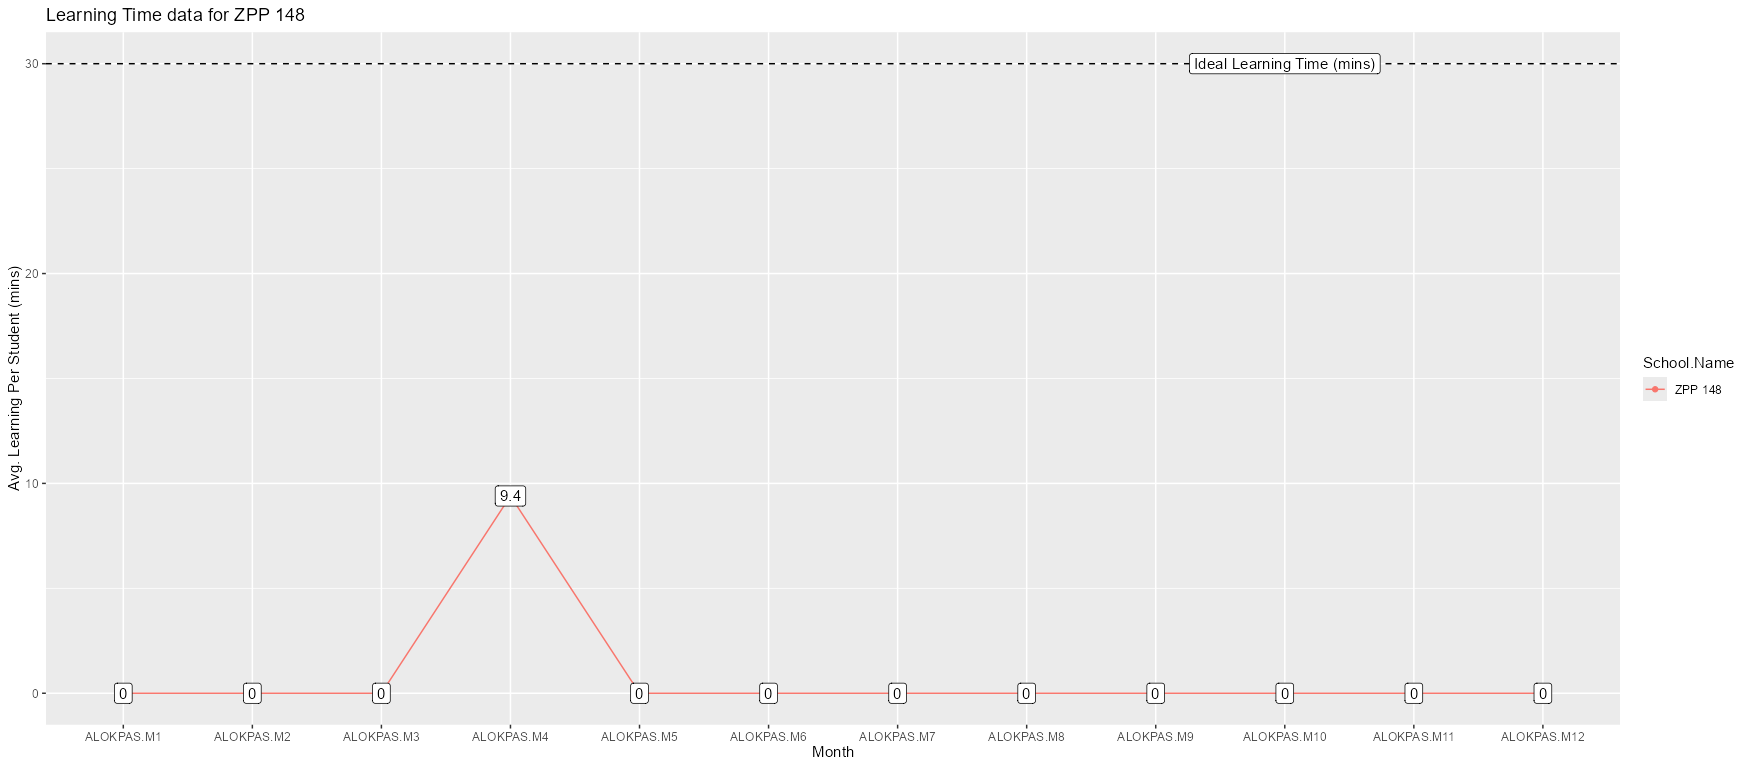 Learning Time data for ZPP 148
Avg. Learning Per Student (mins)
30
20
10
0
Ideal Learning Time (mins)
9.4
0 0 0 0 0 0 0 0 0 0 0
ALOKPAS.M1 ALOKPAS.M2 ALOKPAS.M3 ALOKPAS.M4 ALOKPAS.M5 ALOKPAS.M6 ALOKPAS.M7 ALOKPAS.M8 ALOKPAS.M9 ALOKPAS.M10 ALOKPAS.M11 ALOKPAS.M12
Month
School.Name
ZPP 148